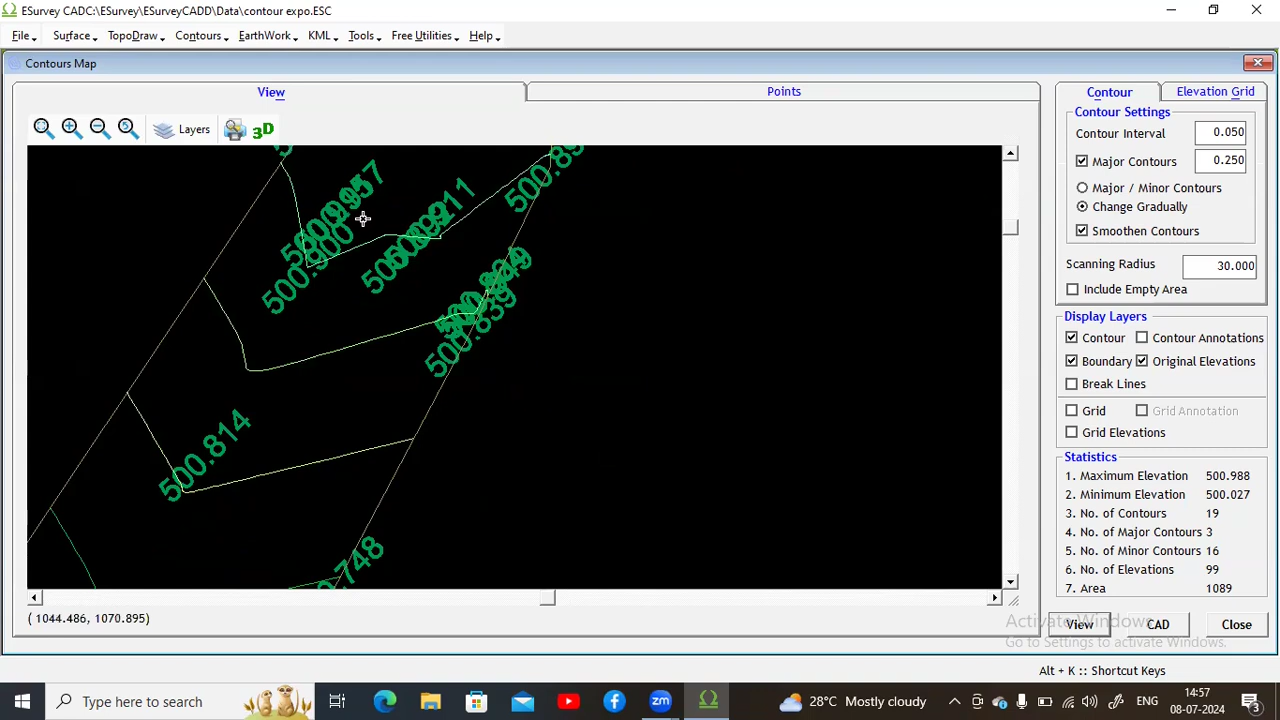 ESurvey CADC:\ESurvey\ESurveyCADD\Data\contour expo.ESC
File Surface TopoDraw Contours EarthWork KML Tools Free Utilities Help
Contours Map
View Points
Layers 3D
500.900
500.839
500.814
( 1044.486, 1070.895)
Contour Elevation Grid
Contour Settings
Contour Interval 0.050
Major Contours 0.250
Major / Minor Contours
Change Gradually
Smoothen Contours
Scanning Radius 30.000
Include Empty Area
Display Layers
Contour Contour Annotations
Boundary Original Elevations
Break Lines
Grid Grid Annotation
Grid Elevations
Statistics
1. Maximum Elevation 500.988
2. Minimum Elevation 500.027
3. No. of Contours 19
4. No. of Major Contours 3
5. No. of Minor Contours 16
6. No. of Elevations 99
7. Area 1089
View CAD Close
Activate Windows
Go to Settings to activate Windows.
Alt + K :: Shortcut Keys
Type here to search
zm
28°C Mostly cloudy
ENG
14:57
08-07-2024
3